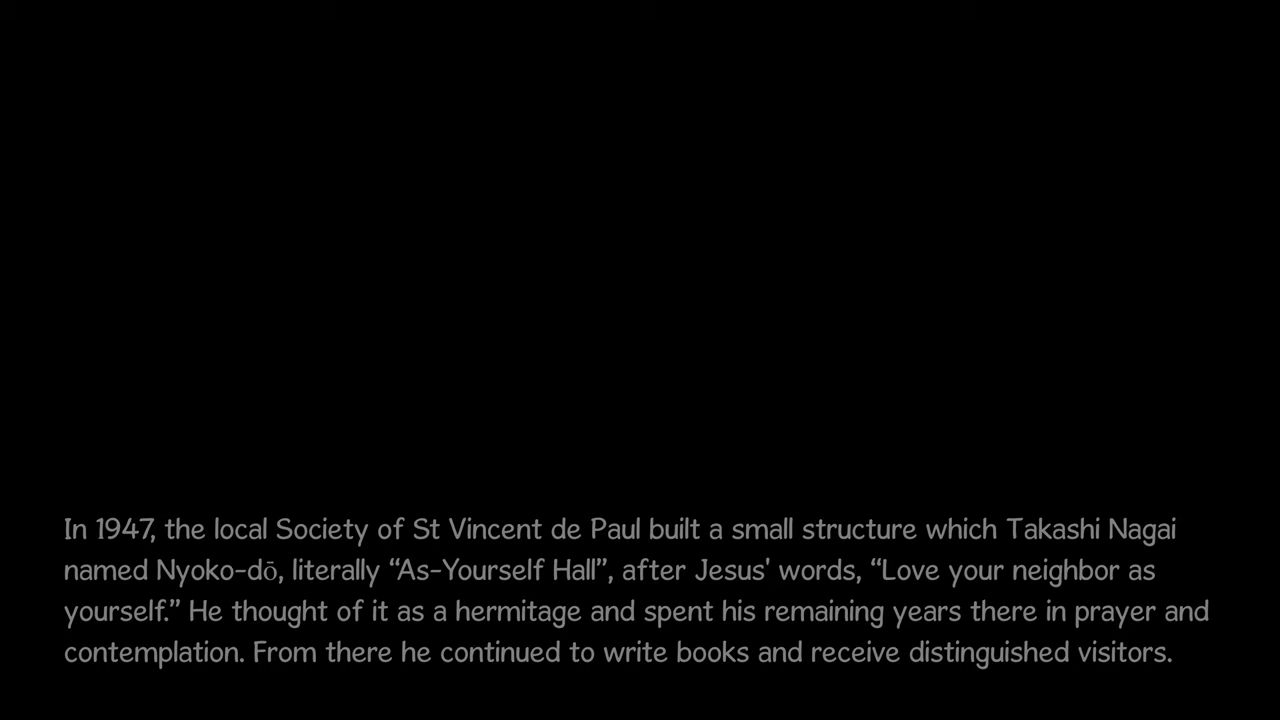 In 1947, the local Society of St Vincent de Paul built a small structure which Takashi Nagai
named Nyoko-dō, literally “As-Yourself Hall”, after Jesus' words, “Love your neighbor as
yourself.” He thought of it as a hermitage and spent his remaining years there in prayer and
contemplation. From there he continued to write books and receive distinguished visitors.